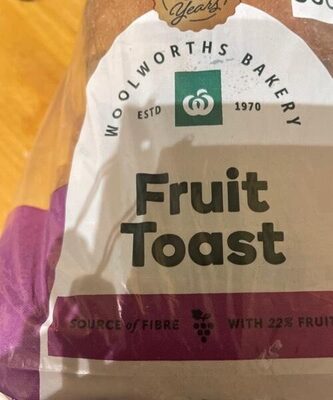 Years
WOOLWORTHS BAKERY
ESTD 1970
Fruit
Toast
SOURCE of FIBRE WITH 22% FRUIT